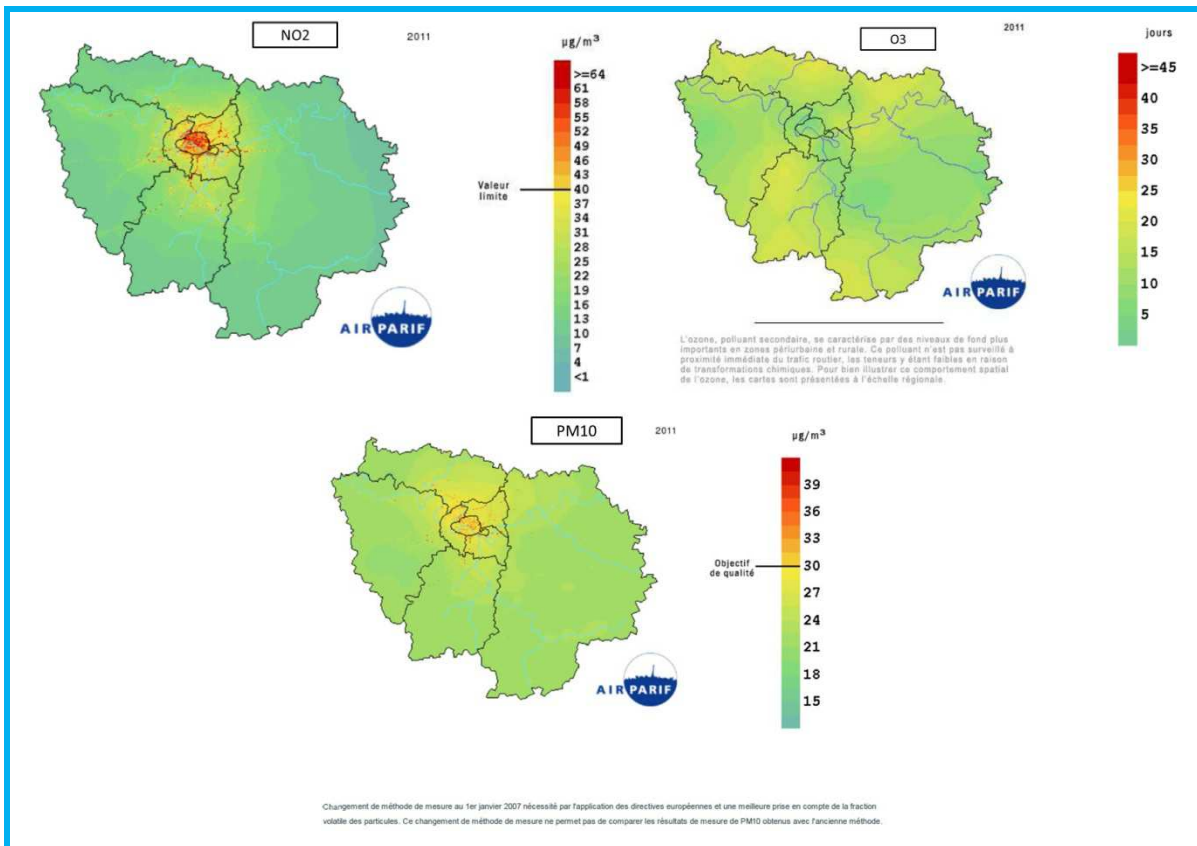 NO2
2011
µg/m³
>=64
61
58
55
52
49
46
43
40
37
34
31
28
25
22
19
16
13
10
7
4
<1
Valeur
limite
AIRPARIF
O3
2011
jours
>=45
40
35
30
25
20
15
10
5
AIRPARIF
L'ozone, polluant secondaire, se caractérise par des niveaux de fond plus
importants en zones périurbaine et rurale. Ce polluant n'est pas surveillé à
proximité immédiate du trafic routier, les teneurs y étant faibles en raison
de transformations chimiques. Pour bien illustrer ce comportement spatial
de l'ozone, les cartes sont présentées à l'échelle régionale.
PM10
2011
µg/m³
39
36
33
30
27
24
21
18
15
Objectif
de qualité
AIRPARIF
Changement de méthode de mesure au 1er janvier 2007 nécessité par l'application des directives européennes et une meilleure prise en compte de la fraction
volatile des particules. Ce changement de méthode de mesure ne permet pas de comparer les résultats de mesure de PM10 obtenus avec l'ancienne méthode.